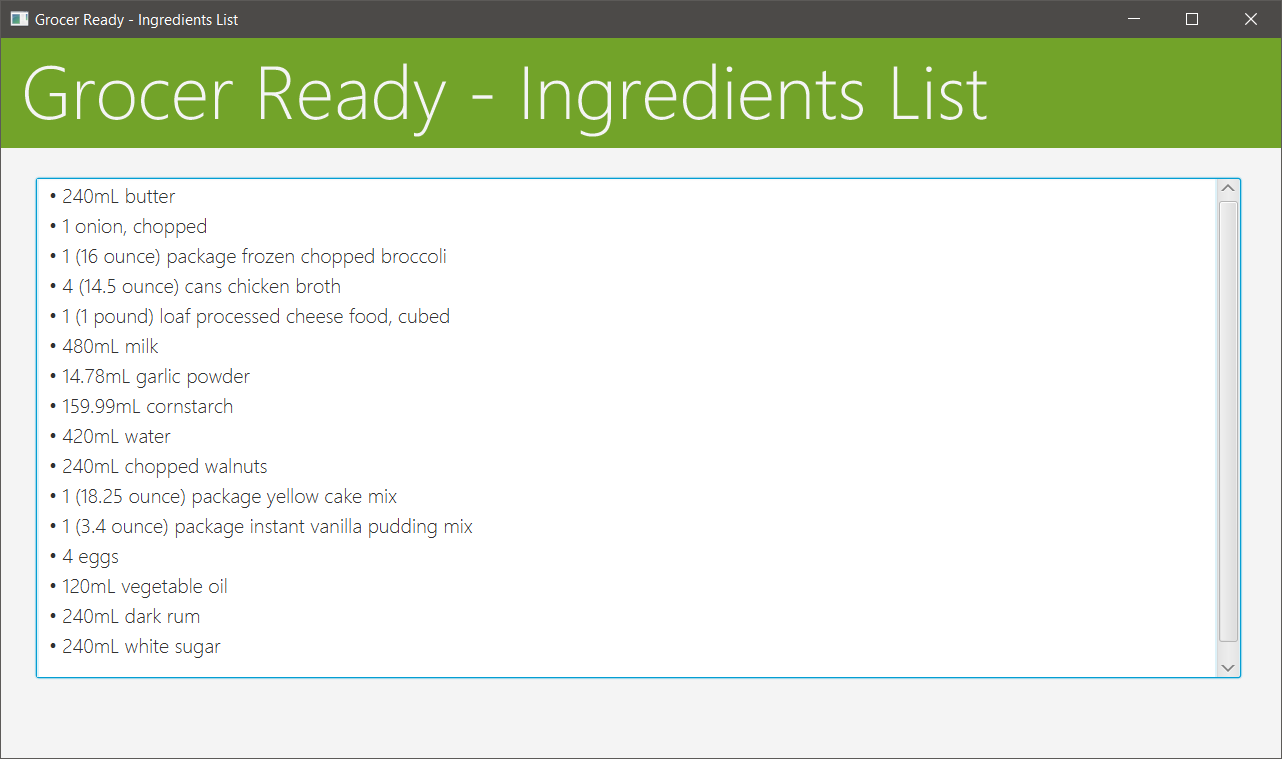 Grocer Ready - Ingredients List
Grocer Ready - Ingredients List
• 240mL butter
• 1 onion, chopped
• 1 (16 ounce) package frozen chopped broccoli
• 4 (14.5 ounce) cans chicken broth
• 1 (1 pound) loaf processed cheese food, cubed
• 480mL milk
• 14.78mL garlic powder
• 159.99mL cornstarch
• 420mL water
• 240mL chopped walnuts
• 1 (18.25 ounce) package yellow cake mix
• 1 (3.4 ounce) package instant vanilla pudding mix
• 4 eggs
• 120mL vegetable oil
• 240mL dark rum
• 240mL white sugar